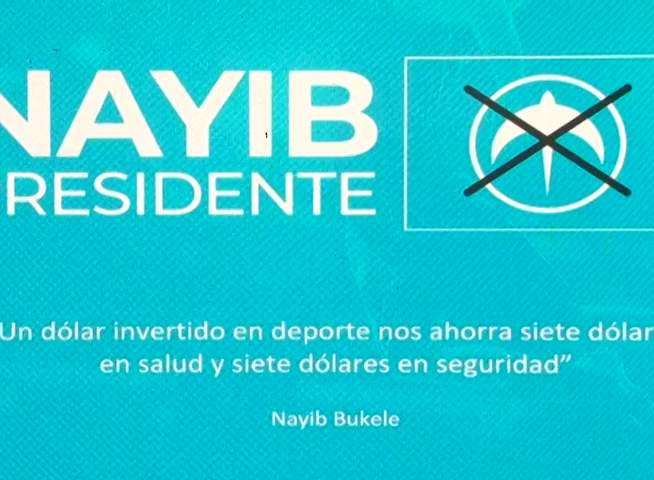 NAYIB
RESIDENTE
Un dólar invertido en deporte nos ahorra siete dólar
en salud y siete dólares en seguridad”
Nayib Bukele